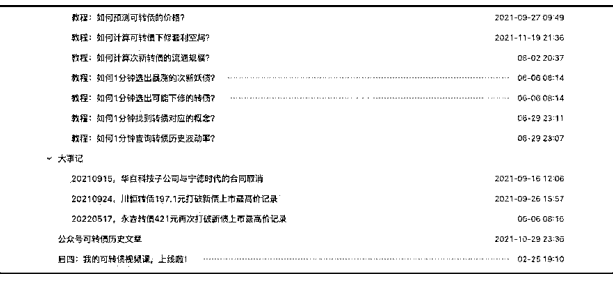 教程：如何预测可转债的价格？ 2021-09-27 09:49
教程：如何计算可转债下修套利空间？ 2021-11-19 21:36
教程：如何计算次新转债的流通规模？ 06-02 20:37
教程：如何1分钟选出暴涨的次新妖债？ 06-06 08:14
教程：如何1分钟选出可能下修的转债？ 06-06 08:14
教程：如何1分钟找到转债对应的概念？ 06-29 23:11
教程：如何1分钟查询转债历史波动率？ 06-29 23:07
大事记
20210915，华自科技子公司与宁德时代的合同取消 2021-09-16 12:06
20210924，川恒转债197.1元打破新债上市最高价记录 2021-09-26 15:57
20220517，永吉转债421元再次打破新债上市最高价记录 06-06 08:16
公众号可转债历史文章 2021-10-29 23:36
启四：我的可转债视频课，上线啦！ 02-25 19:10